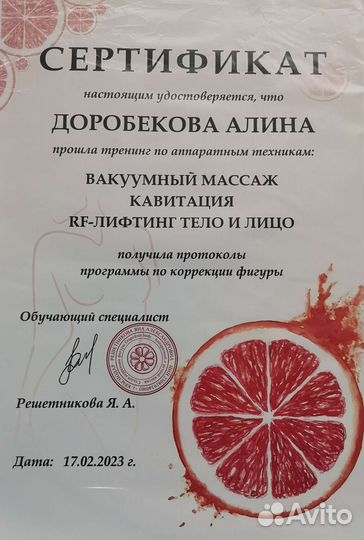 СЕРТИФИКАТ
настоящим удостоверяется, что
ДОРОБЕКОВА АЛИНА
прошла тренинг по аппаратным техникам:
ВАКУУМНЫЙ МАССАЖ
КАВИТАЦИЯ
RF-ЛИФТИНГ ТЕЛО И ЛИЦО
получила протоколы
программы по коррекции фигуры
Обучающий специалист
Решетникова Я. А.
Дата: 17.02.2023 г.
Avito